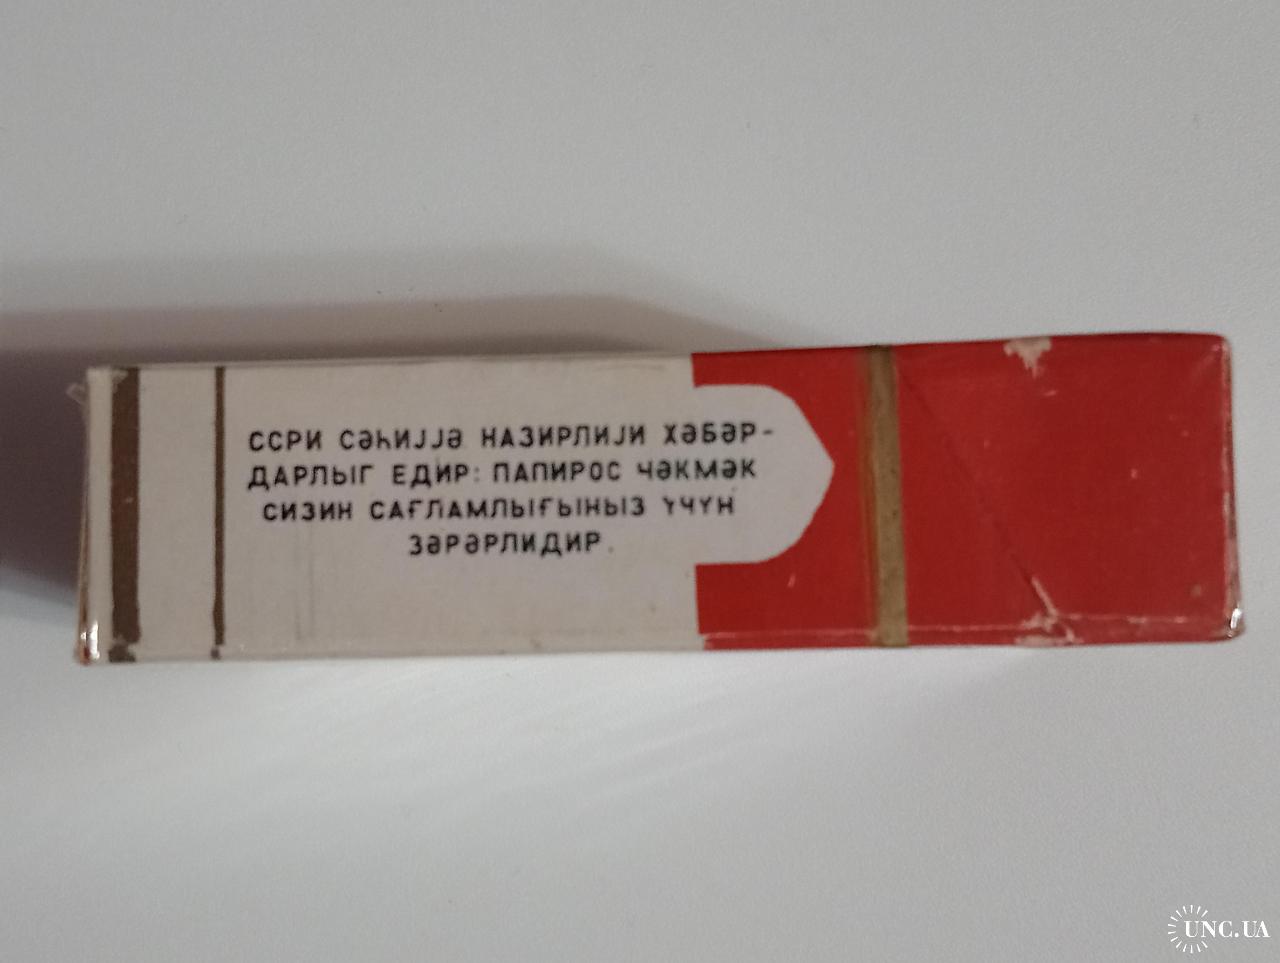 ССРИ СӘҺИЈЈӘ НАЗИРЛИЈИ ХӘБӘР-
ДАРЛЫГ ЕДИР: ПАПИРОС ЧӘКМӘК
СИЗИН САҒЛАМЛЫҒЫНЫЗ ҮЧҮН
ЗӘРӘРЛИДИР.
UNC.UA